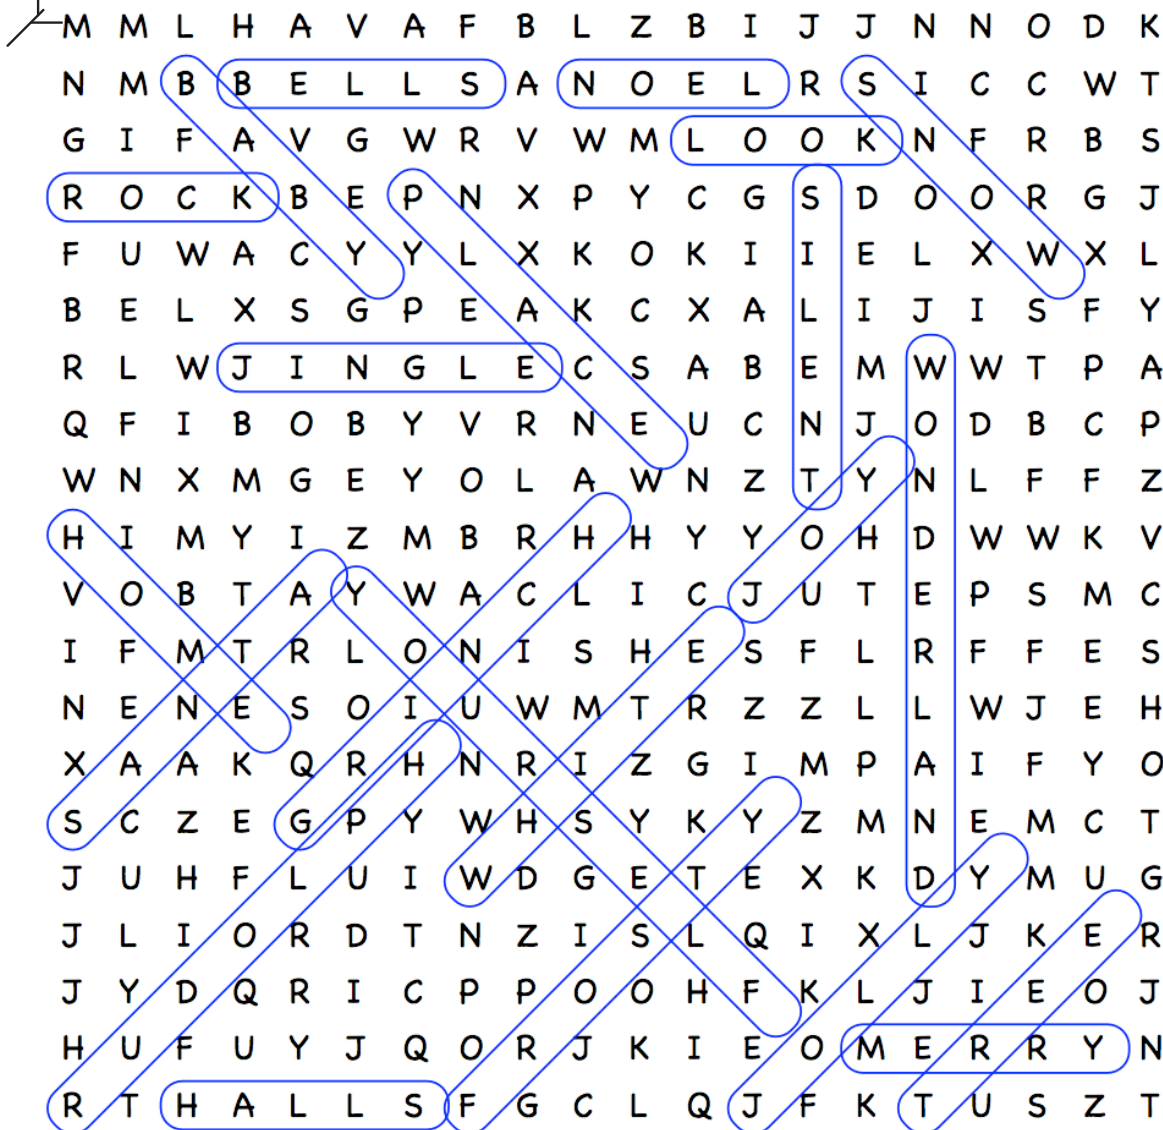 M M L H A V A F B L Z B I J J N N O D K
N M B B E L L S A N O E L R S I C C W T
G I F A V G W R V W M L O O K N F R B S
R O C K B E P N X P Y C G S D O O R G J
F U W A C Y Y L X K O K I I E L X W X L
B E L X S G P E A K C X A L I J I S F Y
R L W J I N G L E C S A B E M W W T P A
Q F I B O B Y V R N E U C N J O D B C P
W N X M G E Y O L A W N Z T Y N L F F Z
H I M Y I Z M B R H H Y Y O H D W W K V
V O B T A Y W A C L I C J U T E P S M C
I F M T R L O N I S H E S F L R F F E S
N E N E S O I U W M T R Z Z L L W J E H
X A A K Q R H N R I Z G I M P A I F Y O
S C Z E G P Y W H S Y K Y Z M N E M C T
J U H F L U I W D G E T E X K D Y M U G
J L I O R D T N Z I S L Q I X L J K E R
J Y D Q R I C P P O O H F K L J I E O J
H U F U Y J Q O R J K I E O M E R R Y N
R T H A L L S F G C L Q J F K T U S Z T